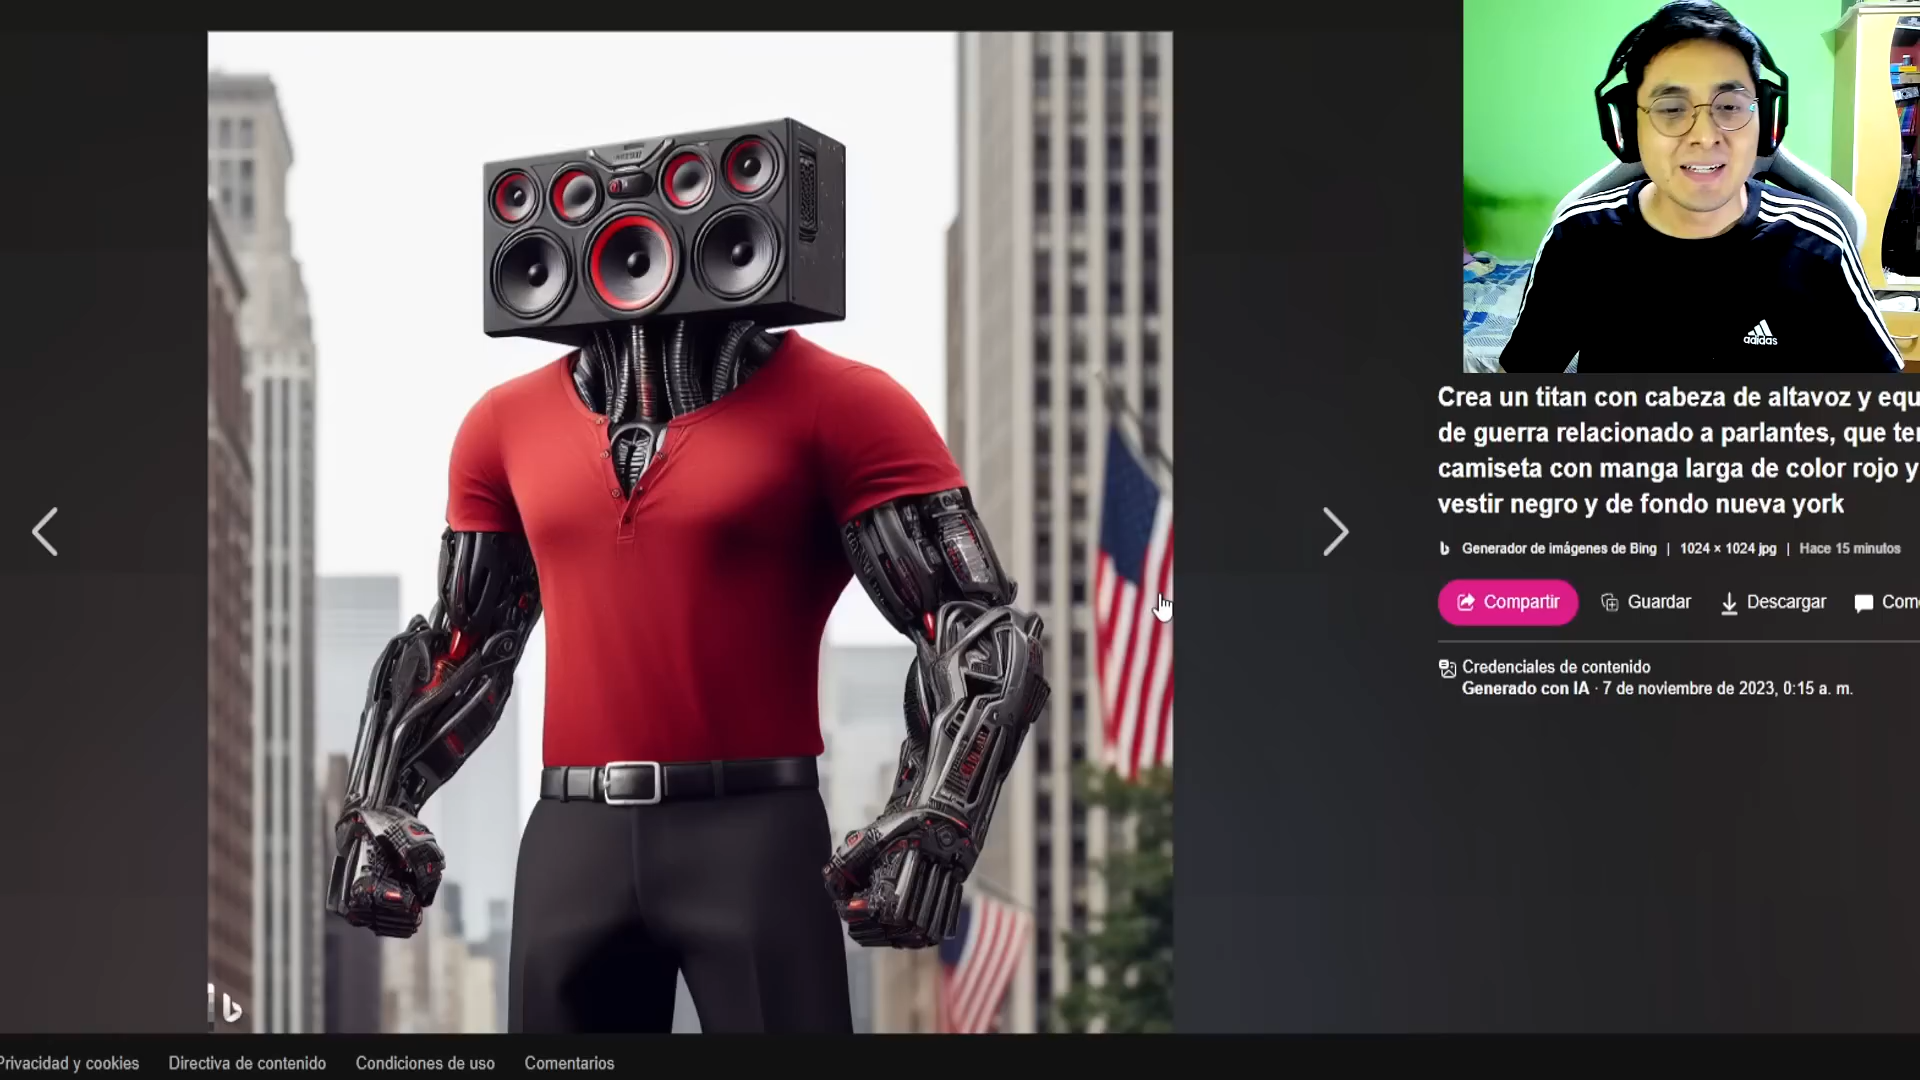 adidas
Crea un titan con cabeza de altavoz y equ
de guerra relacionado a parlantes, que te
camiseta con manga larga de color rojo y
vestir negro y de fondo nueva york
Generador de imágenes de Bing | 1024 × 1024 jpg | Hace 15 minutos
Compartir Guardar Descargar Com
Credenciales de contenido
Generado con IA · 7 de noviembre de 2023, 0:15 a. m.
Privacidad y cookies Directiva de contenido Condiciones de uso Comentarios